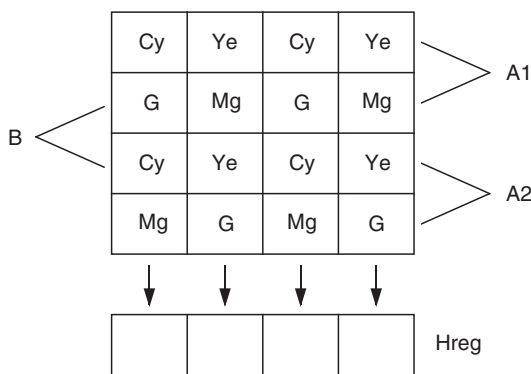 Cy Ye Cy Ye
A1
G Mg G Mg
B
Cy Ye Cy Ye
A2
Mg G Mg G
Hreg